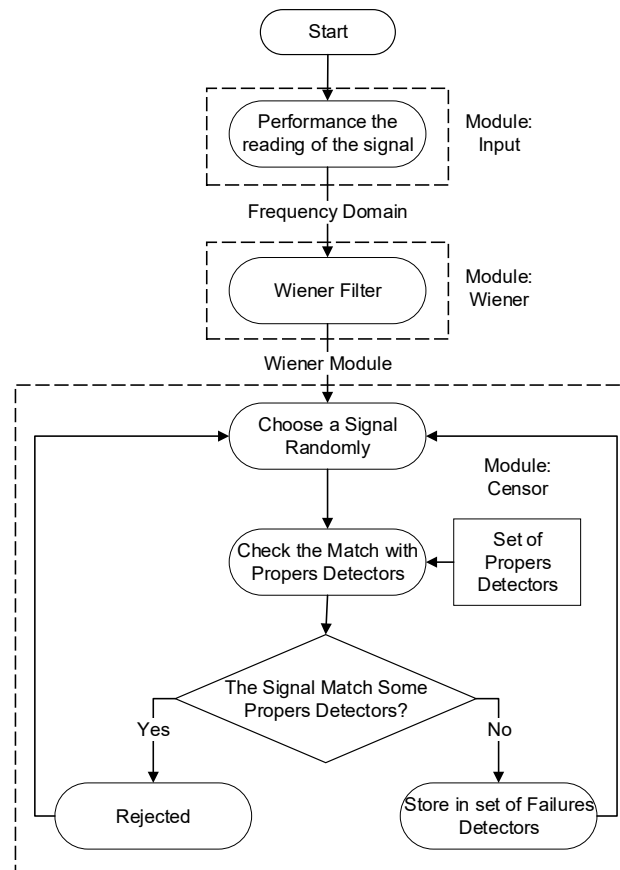 Start
Performance the
reading of the signal
Module:
Input
Frequency Domain
Wiener Filter
Module:
Wiener
Wiener Module
Choose a Signal
Randomly
Module:
Censor
Check the Match with
Propers Detectors
Set of
Propers
Detectors
The Signal Match Some
Propers Detectors?
Yes
No
Rejected
Store in set of Failures
Detectors